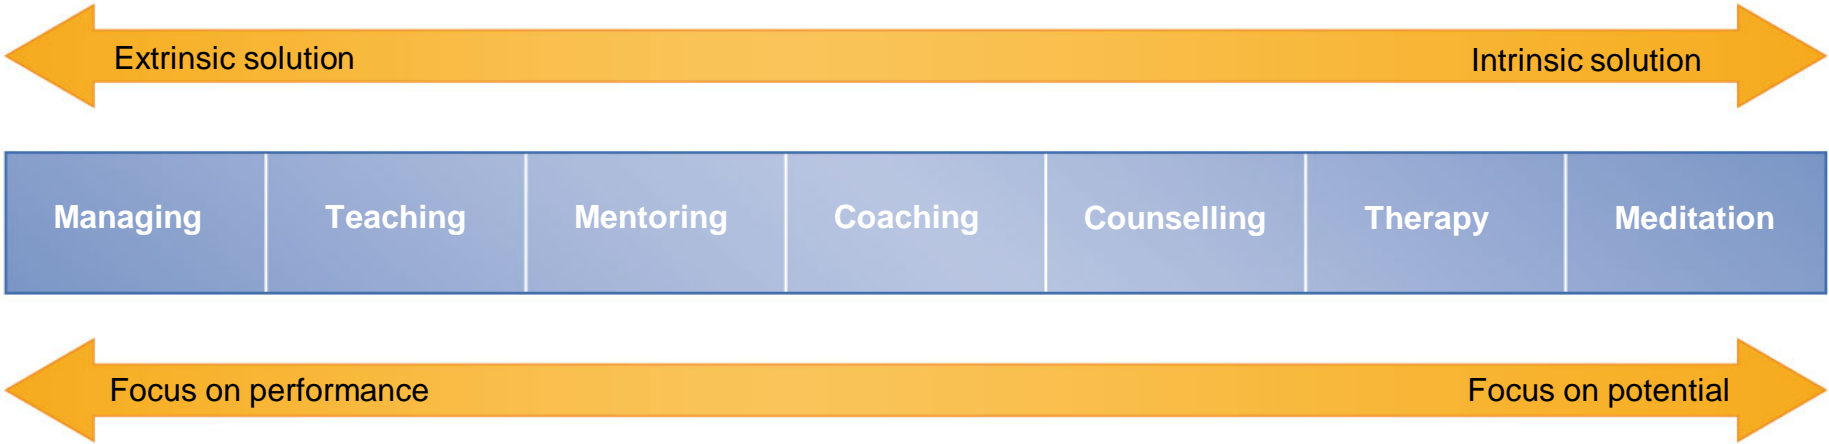 Extrinsic solution
Intrinsic solution
Managing
Teaching
Mentoring
Coaching
Counselling
Therapy
Meditation
Focus on performance
Focus on potential